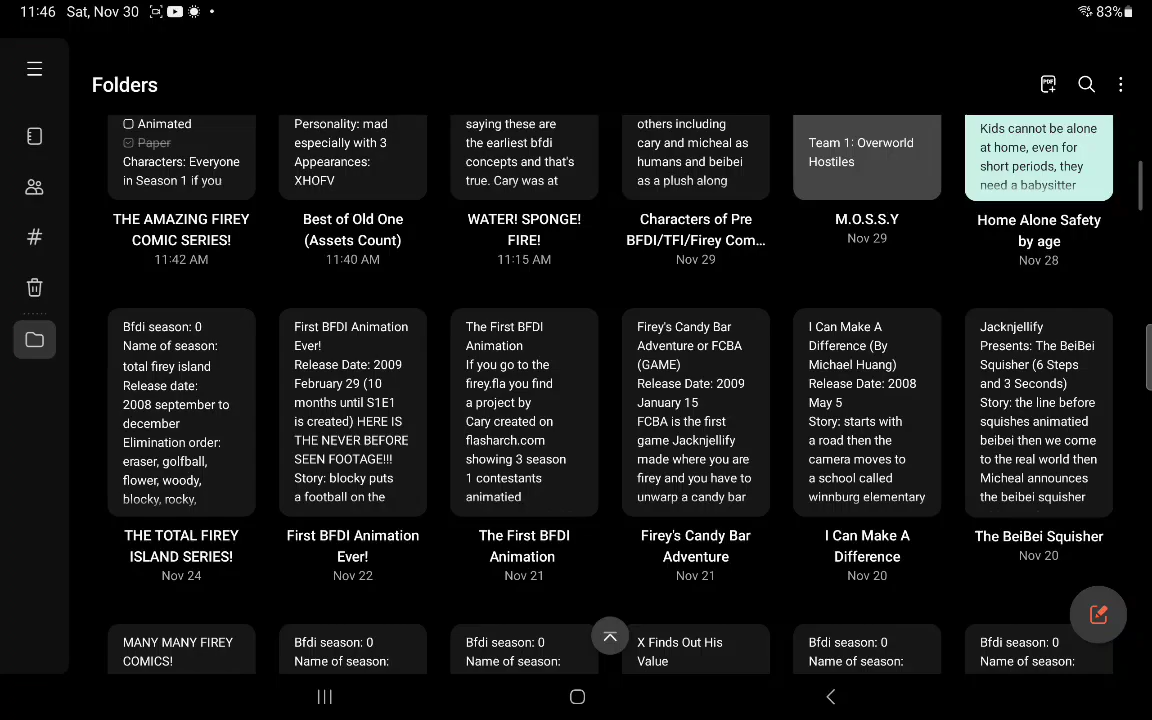 11:46 Sat, Nov 30
83%
Folders
PDF
Animated
Paper
Characters: Everyone
in Season 1 if you
THE AMAZING FIREY
COMIC SERIES!
11:42 AM
Personality: mad
especially with 3
Appearances:
XHOFV
Best of Old One
(Assets Count)
11:40 AM
saying these are
the earliest bfdi
concepts and that's
true. Cary was at
WATER! SPONGE!
FIRE!
11:15 AM
others including
cary and micheal as
humans and beibei
as a plush along
Characters of Pre
BFDI/TFI/Firey Com...
Nov 29
Team 1: Overworld
Hostiles
M.O.S.S.Y
Nov 29
Kids cannot be alone
at home, even for
short periods, they
need a babysitter
Home Alone Safety
by age
Nov 28
Bfdi season: 0
Name of season:
total firey island
Release date:
2008 september to
december
Elimination order:
eraser, golfball,
flower, woody,
blocky, rocky,
THE TOTAL FIREY
ISLAND SERIES!
Nov 24
First BFDI Animation
Ever!
Release Date: 2009
February 29 (10
months until S1E1
is created) HERE IS
THE NEVER BEFORE
SEEN FOOTAGE!!!
Story: blocky puts
a football on the
First BFDI Animation
Ever!
Nov 22
The First BFDI
Animation
If you go to the
firey.fla you find
a project by
Cary created on
flasharch.com
showing 3 season
1 contestants
animatied
The First BFDI
Animation
Nov 21
Firey's Candy Bar
Adventure or FCBA
(GAME)
Release Date: 2009
January 15
FCBA is the first
game Jacknjellify
made where you are
firey and you have to
unwarp a candy bar
Firey's Candy Bar
Adventure
Nov 21
I Can Make A
Difference (By
Michael Huang)
Release Date: 2008
May 5
Story: starts with
a road then the
camera moves to
a school called
winnburg elementary
I Can Make A
Difference
Nov 20
Jacknjellify
Presents: The BeiBei
Squisher (6 Steps
and 3 Seconds)
Story: the line before
squishes animatied
beibei then we come
to the real world then
Micheal announces
the beibei squisher
The BeiBei Squisher
Nov 20
MANY MANY FIREY
COMICS!
Bfdi season: 0
Name of season:
Bfdi season: 0
Name of season:
X Finds Out His
Value
Bfdi season: 0
Name of season:
Bfdi season: 0
Name of season: